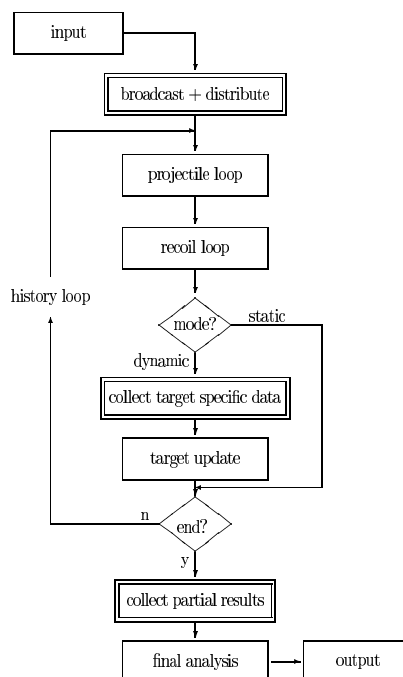 input
broadcast + distribute
projectile loop
recoil loop
history loop
mode?
static
dynamic
collect target specific data
target update
n
end?
y
collect partial results
final analysis
output